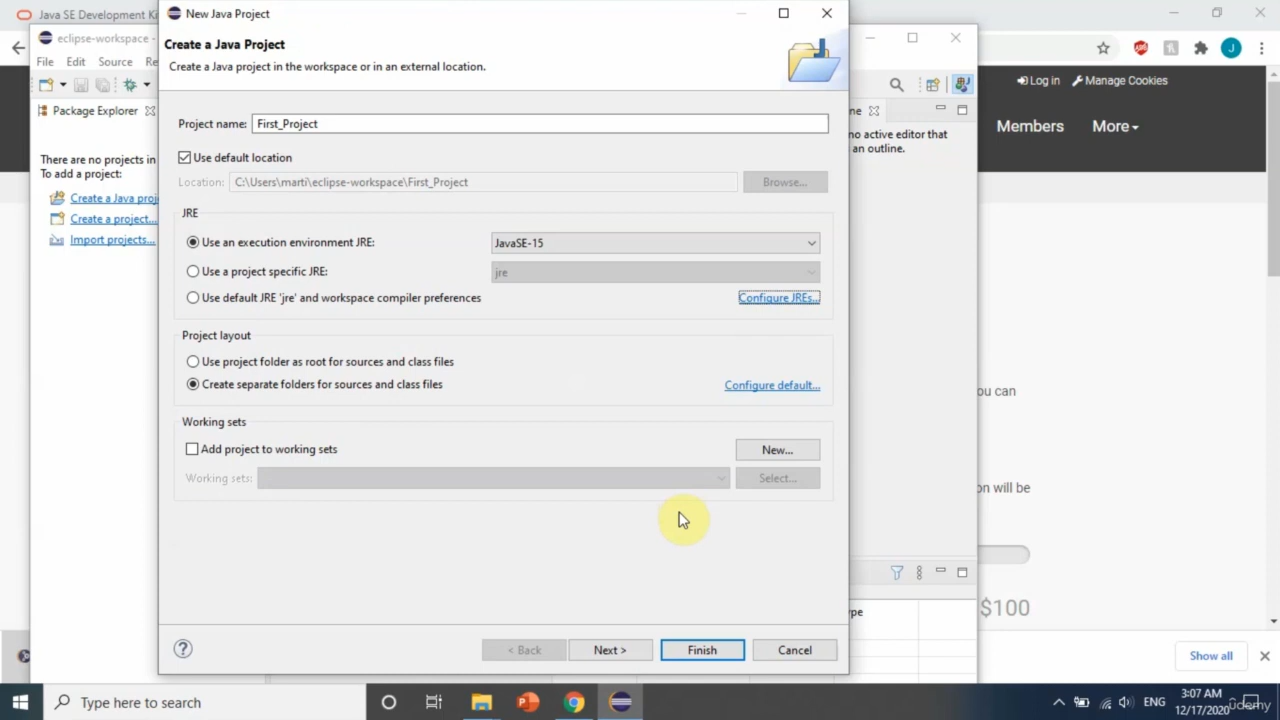 Java SE Development Ki
New Java Project
eclipse-workspace -
Create a Java Project
Create a Java project in the workspace or in an external location.
File Edit Source Re
Log in Manage Cookies
Members More
Package Explorer
Project name: First_Project
ne
no active editor that
an outline.
There are no projects in
To add a project:
Create a Java proj
Create a project...
Import projects...
Use default location
Location: C:\Users\marti\eclipse-workspace\First_Project Browse...
JRE
Use an execution environment JRE: JavaSE-15
Use a project specific JRE: jre
Use default JRE 'jre' and workspace compiler preferences Configure JREs...
Project layout
Use project folder as root for sources and class files
Create separate folders for sources and class files Configure default...
ou can
Working sets
Add project to working sets New...
Working sets: Select...
on will be
ype
$100
? < Back Next > Finish Cancel
Show all
Type here to search
ENG
3:07 AM
12/17/2020
udemy
J